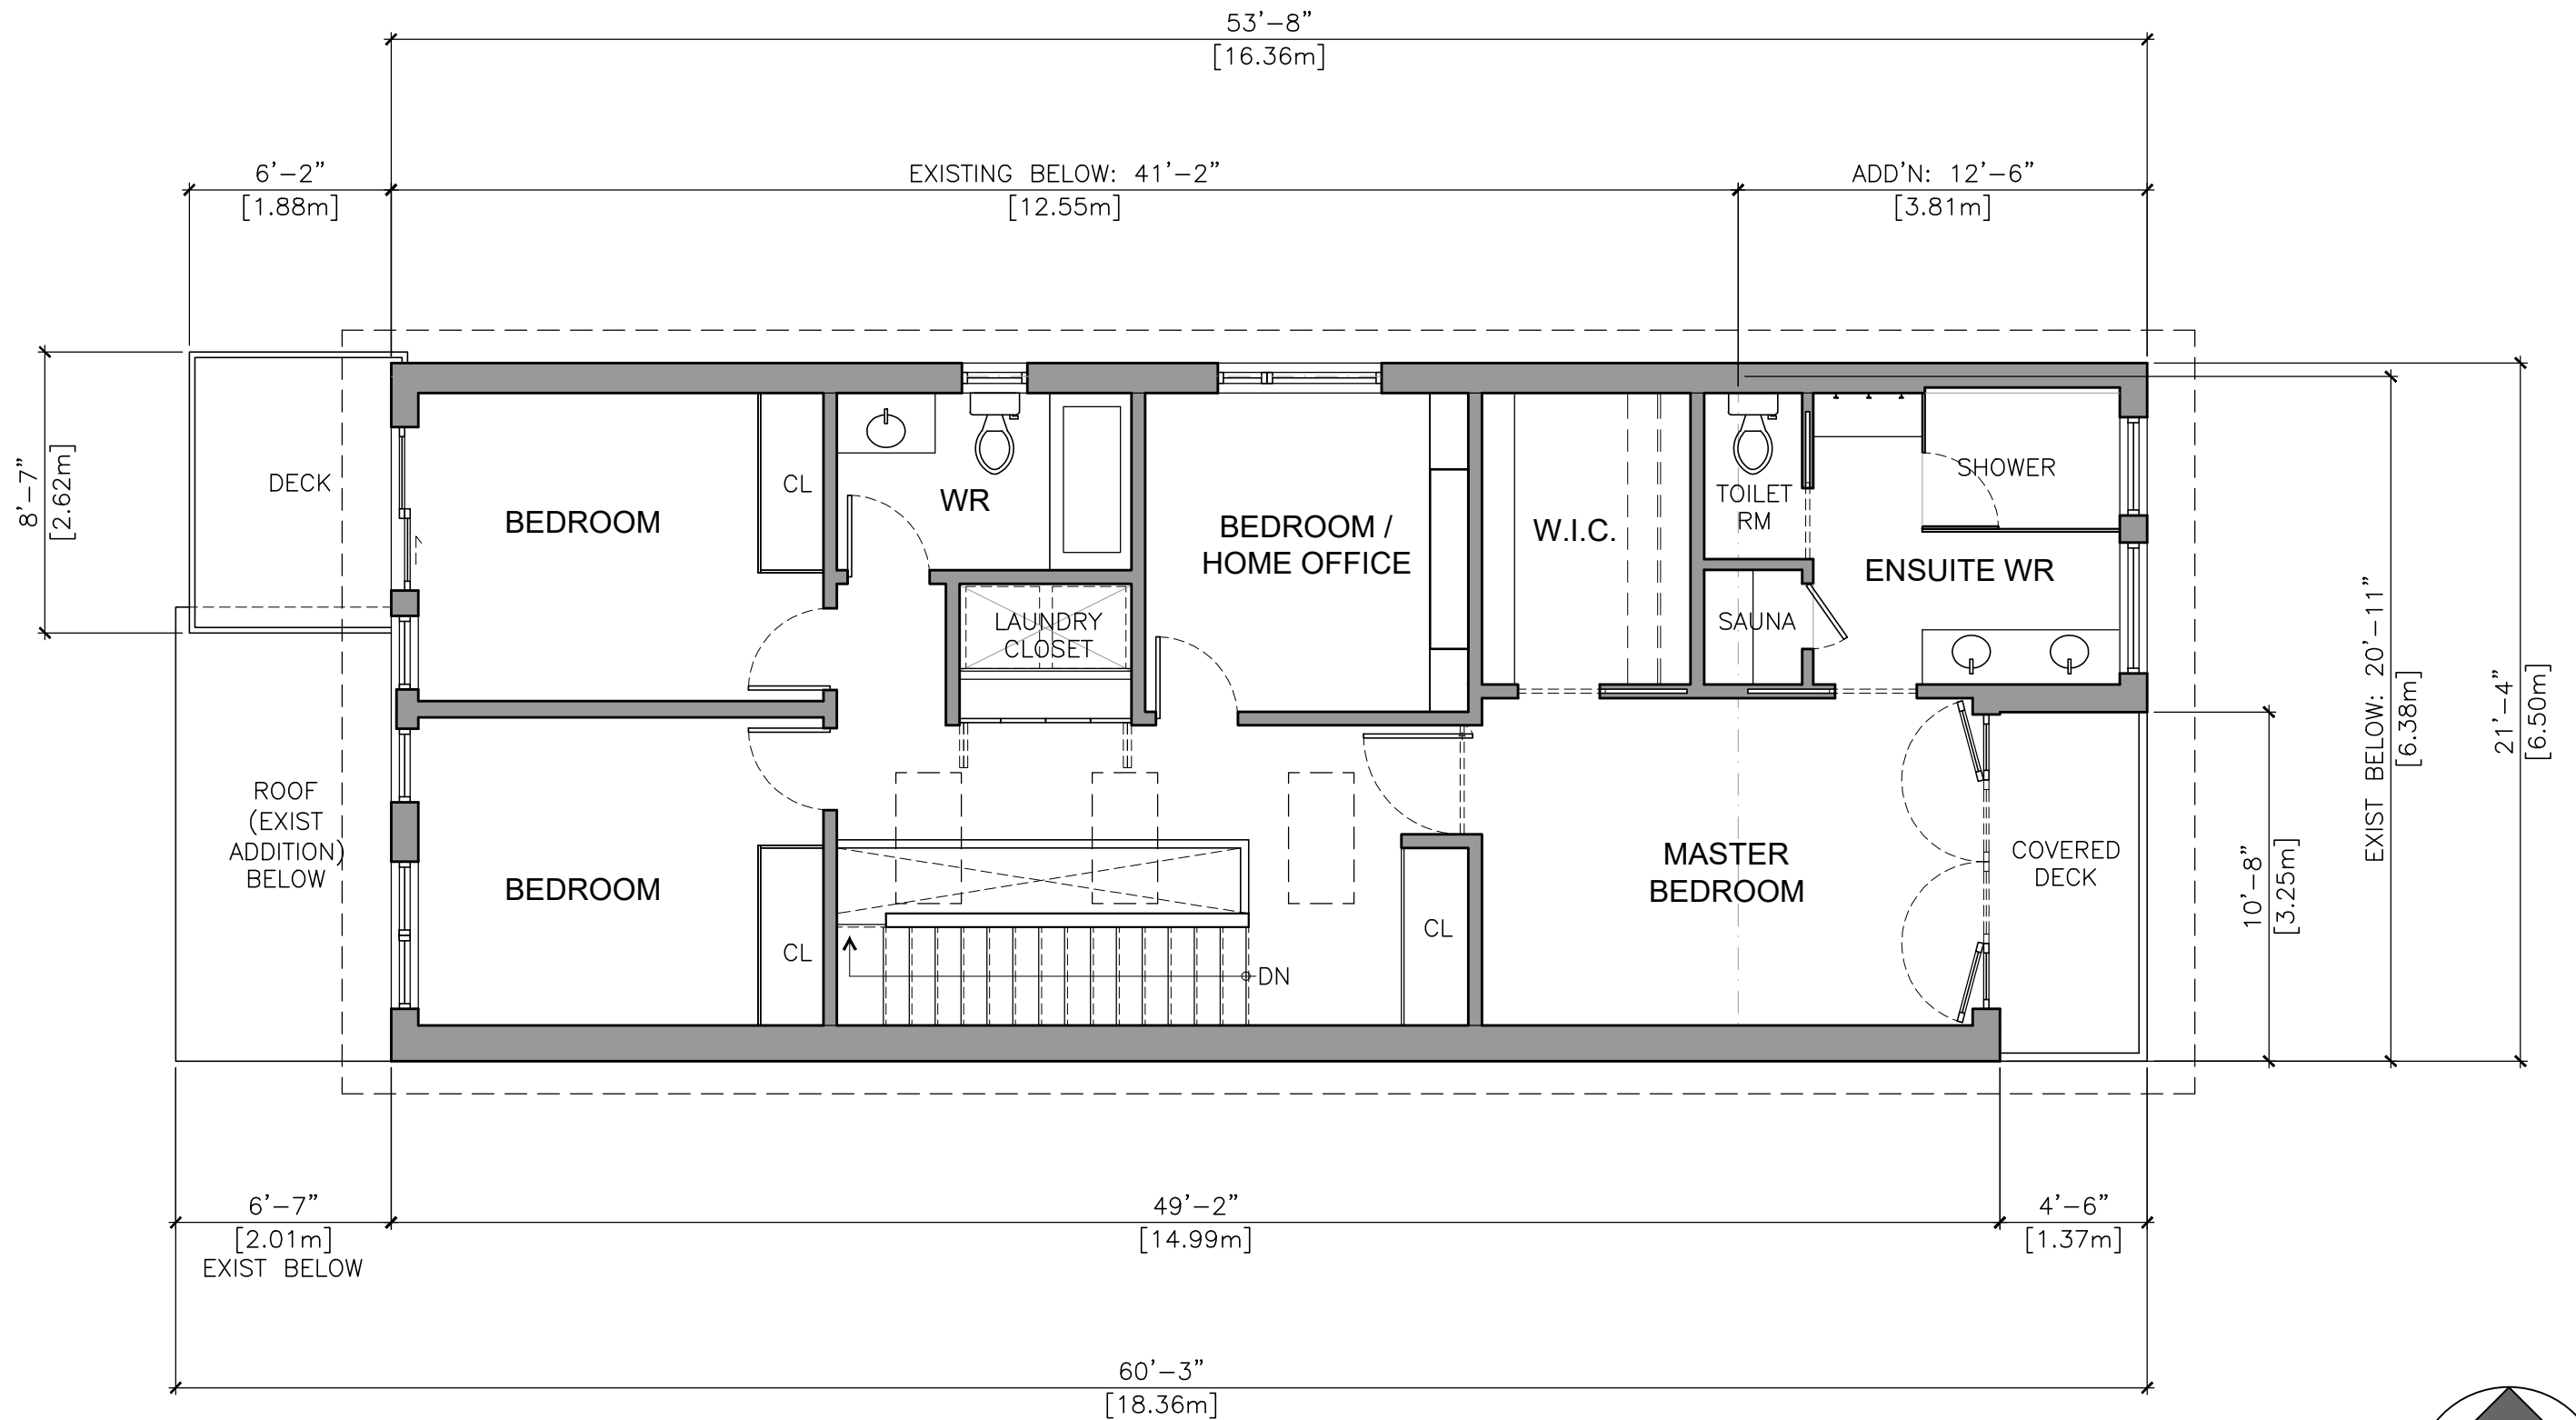 53'-8"
[16.36m]
6'-2"
[1.88m]
EXISTING BELOW: 41'-2"
[12.55m]
ADD'N: 12'-6"
[3.81m]
8'-7"
[2.62m]
DECK
BEDROOM
CL
WR
BEDROOM /
HOME OFFICE
W.I.C.
TOILET
RM
SHOWER
ENSUITE WR
LAUNDRY
CLOSET
SAUNA
EXIST BELOW: 20'-11"
[6.38m]
21'-4"
[6.50m]
ROOF
(EXIST
ADDITION)
BELOW
BEDROOM
CL
DN
CL
MASTER
BEDROOM
COVERED
DECK
10'-8"
[3.25m]
6'-7"
[2.01m]
EXIST BELOW
49'-2"
[14.99m]
4'-6"
[1.37m]
60'-3"
[18.36m]